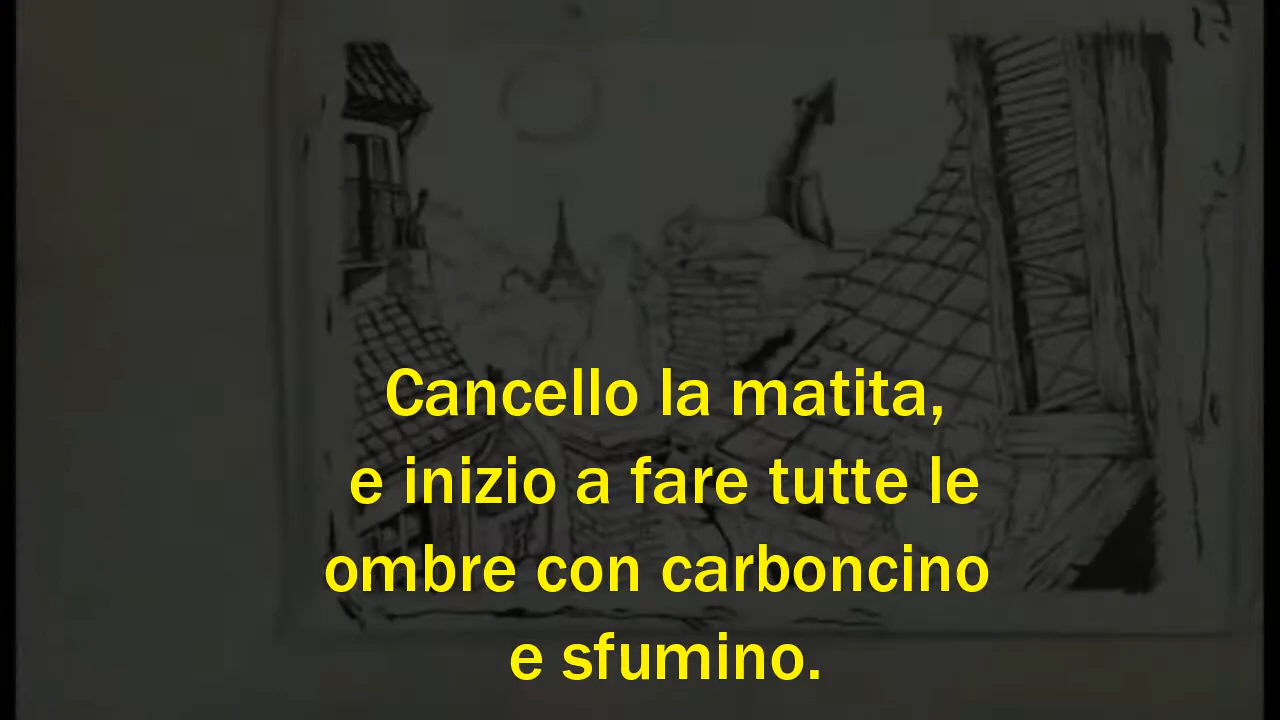 Cancello la matita,
e inizio a fare tutte le
ombre con carboncino
e sfumino.